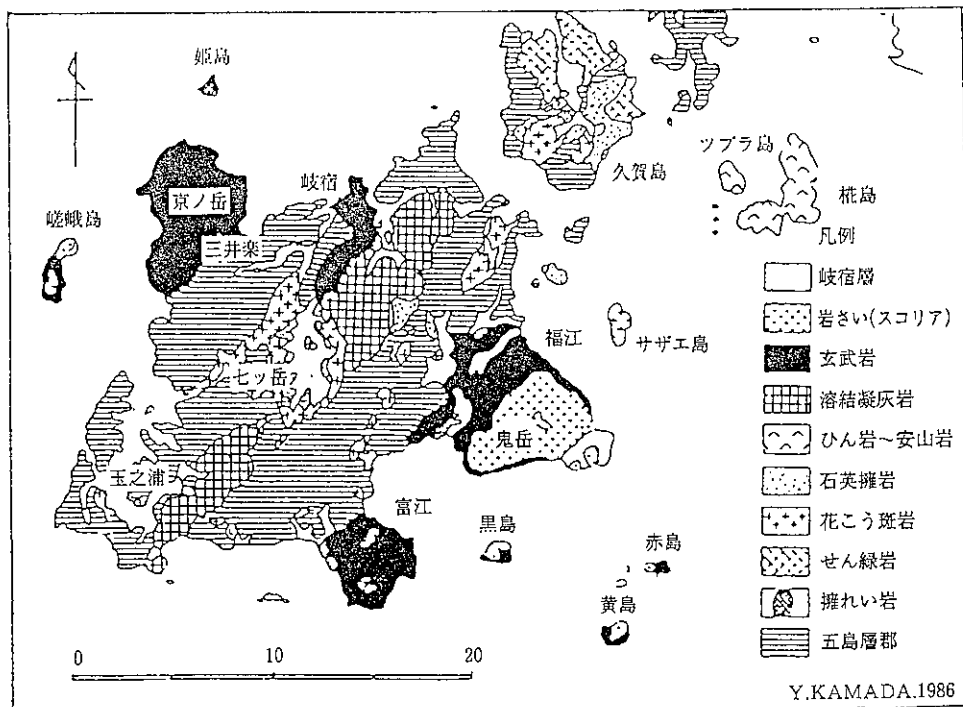 姫島
ツブラ島
久賀島
岐宿
京ノ岳
椛島
嵯峨島
三井楽
凡例
岐宿層
岩さい(スコリア)
福江
サザエ島
玄武岩
七ッ岳
溶結凝灰岩
鬼岳
ひん岩〜安山岩
玉之浦
石英擁岩
富江
黒島
花こう斑岩
赤島
せん緑岩
黄島
擁れい岩
五島層郡
0 10 20
Y.KAMADA.1986